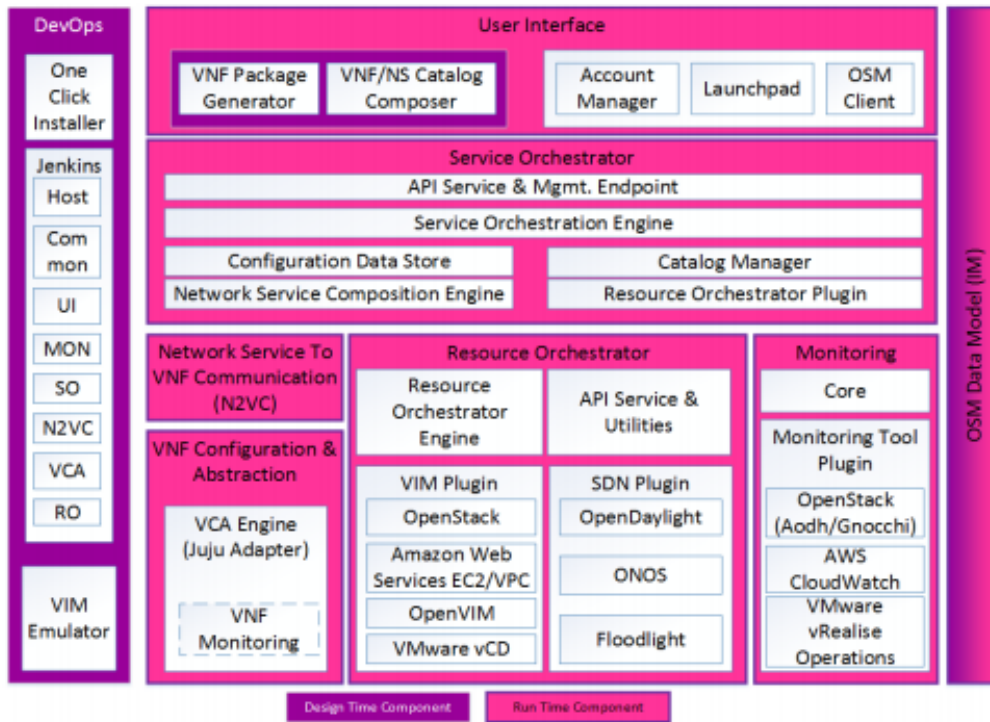 DevOps
One
Click
Installer
Jenkins
Host
Com
mon
UI
MON
SO
N2VC
VCA
RO
VIM
Emulator
User Interface
VNF Package
Generator
VNF/NS Catalog
Composer
Account
Manager
Launchpad
OSM
Client
Service Orchestrator
API Service & Mgmt. Endpoint
Service Orchestration Engine
Configuration Data Store
Catalog Manager
Network Service Composition Engine
Resource Orchestrator Plugin
Network Service To
VNF Communication
(N2VC)
VNF Configuration &
Abstraction
VCA Engine
(Juju Adapter)
VNF
Monitoring
Resource Orchestrator
Resource
Orchestrator
Engine
API Service &
Utilities
VIM Plugin
OpenStack
Amazon Web
Services EC2/VPC
OpenVIM
VMware vCD
SDN Plugin
OpenDaylight
ONOS
Floodlight
Monitoring
Core
Monitoring Tool
Plugin
OpenStack
(Aodh/Gnocchi)
AWS
CloudWatch
VMware
vRealise
Operations
OSM Data Model (IM)
Design Time Component
Run Time Component